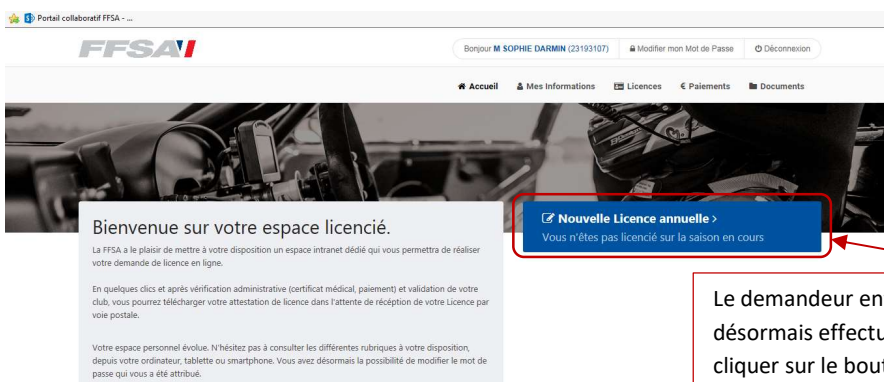 Portail collaboratif FFSA - ...
FFSA
Bonjour M SOPHIE DARMIN (23193107)
Modifier mon Mot de Passe
Déconnexion
Accueil
Mes Informations
Licences
€ Paiements
Documents
Bienvenue sur votre espace licencié.
La FFSA a le plaisir de mettre à votre disposition un espace intranet dédié qui vous permettra de réaliser
votre demande de licence en ligne.
En quelques clics et après vérification administrative (certificat médical, paiement) et validation de votre
club, vous pourrez télécharger votre attestation de licence dans l'attente de récéption de votre Licence par
voie postale.
Votre espace personnel évolue. N'hésitez pas à consulter les différentes rubriques à votre disposition,
depuis votre ordinateur, tablette ou smartphone. Vous avez désormais la possibilité de modifier le mot de
passe qui vous a été attribué.
Nouvelle Licence annuelle >
Vous n'êtes pas licencié sur la saison en cours
Le demandeur en
désormais effectu
cliquer sur le bout